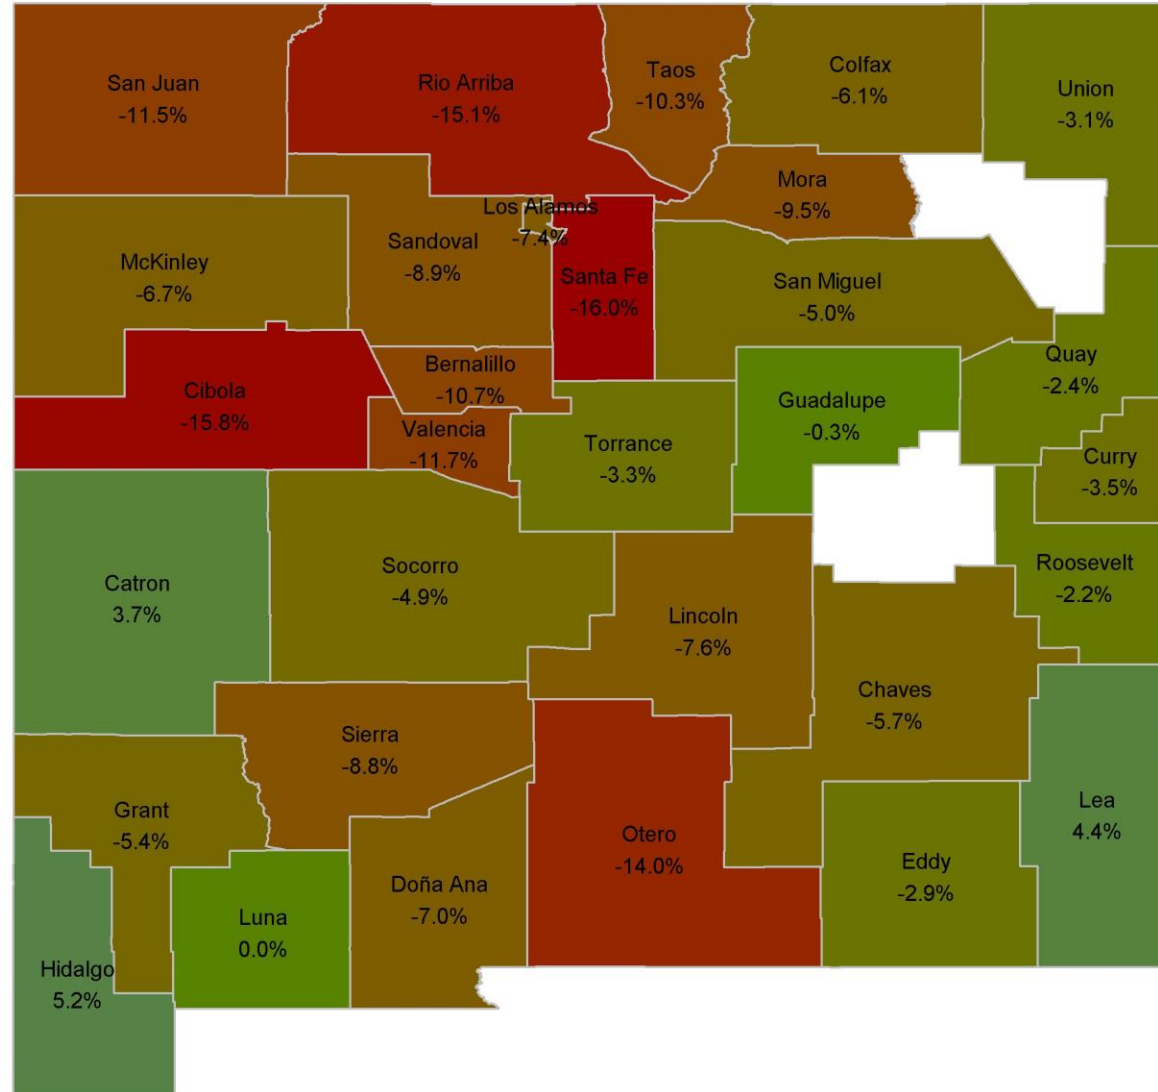 San Juan
-11.5%
Rio Arriba
-15.1%
Taos
-10.3%
Colfax
-6.1%
Union
-3.1%
Mora
-9.5%
Los Alamos
-7.4%
Sandoval
-8.9%
McKinley
-6.7%
Santa Fe
-16.0%
San Miguel
-5.0%
Quay
-2.4%
Bernalillo
-10.7%
Cibola
-15.8%
Guadalupe
-0.3%
Valencia
-11.7%
Torrance
-3.3%
Curry
-3.5%
Catron
3.7%
Socorro
-4.9%
Roosevelt
-2.2%
Lincoln
-7.6%
Chaves
-5.7%
Sierra
-8.8%
Grant
-5.4%
Otero
-14.0%
Lea
4.4%
Eddy
-2.9%
Doña Ana
-7.0%
Luna
0.0%
Hidalgo
5.2%